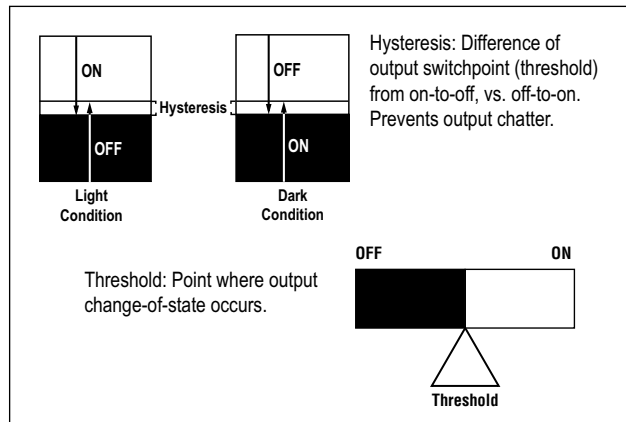 ON
OFF
Hysteresis
OFF
ON
Light
Condition
Dark
Condition
Hysteresis: Difference of
output switchpoint (threshold)
from on-to-off, vs. off-to-on.
Prevents output chatter.
Threshold: Point where output
change-of-state occurs.
OFF
ON
Threshold